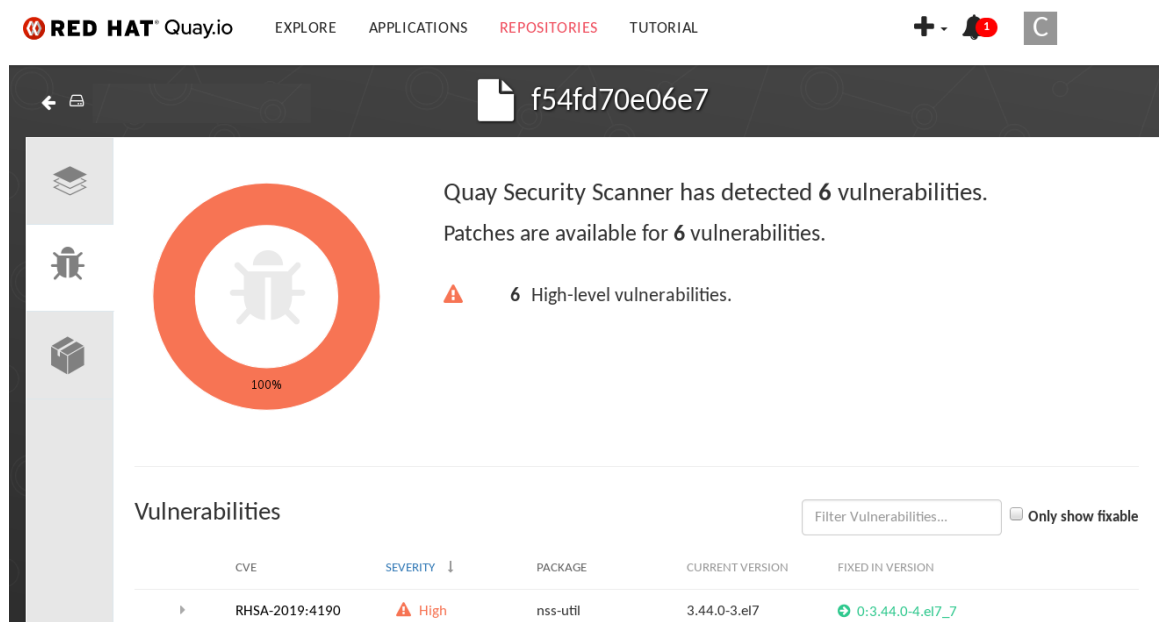 RED HAT® Quay.io EXPLORE APPLICATIONS REPOSITORIES TUTORIAL 1 C
f54fd70e06e7
Quay Security Scanner has detected 6 vulnerabilities.
Patches are available for 6 vulnerabilities.
6 High-level vulnerabilities.
100%
Vulnerabilities
Filter Vulnerabilities... Only show fixable
CVE SEVERITY PACKAGE CURRENT VERSION FIXED IN VERSION
RHSA-2019:4190 High nss-util 3.44.0-3.el7 0:3.44.0-4.el7_7